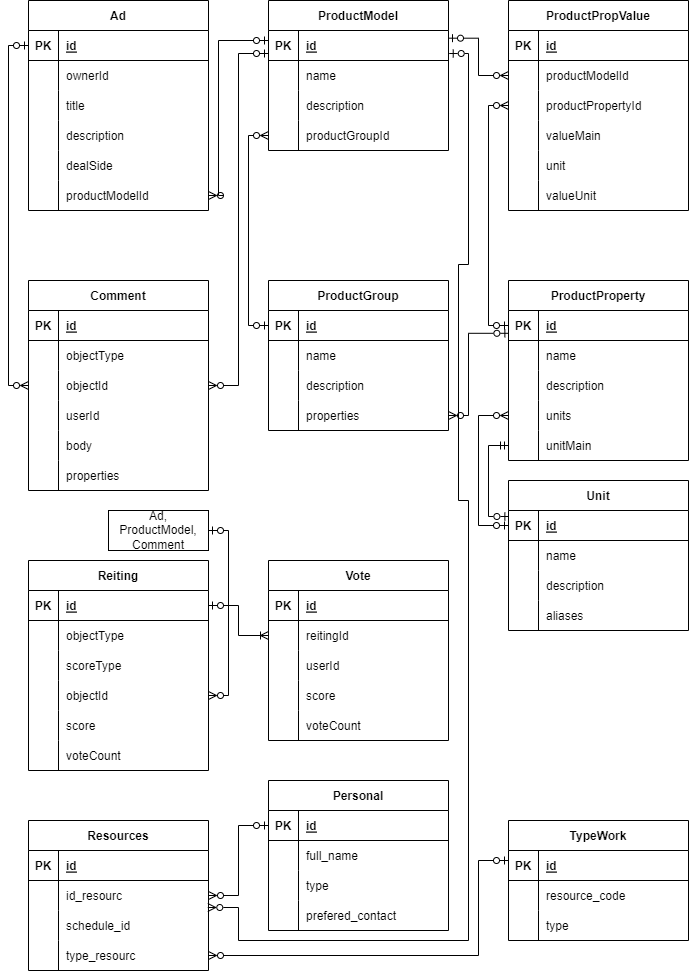 Ad
PK id
ownerId
title
description
dealSide
productModelId
ProductModel
PK id
name
description
productGroupId
ProductPropValue
PK id
productModelId
productPropertyId
valueMain
unit
valueUnit
Comment
PK id
objectType
objectId
userId
body
properties
ProductGroup
PK id
name
description
properties
ProductProperty
PK id
name
description
units
unitMain
Unit
PK id
name
description
aliases
Ad,
ProductModel,
Comment
Reiting
PK id
objectType
scoreType
objectId
score
voteCount
Vote
PK id
reitingId
userId
score
voteCount
Personal
PK id
full_name
type
prefered_contact
Resources
PK id
id_resourc
schedule_id
type_resourc
TypeWork
PK id
resource_code
type